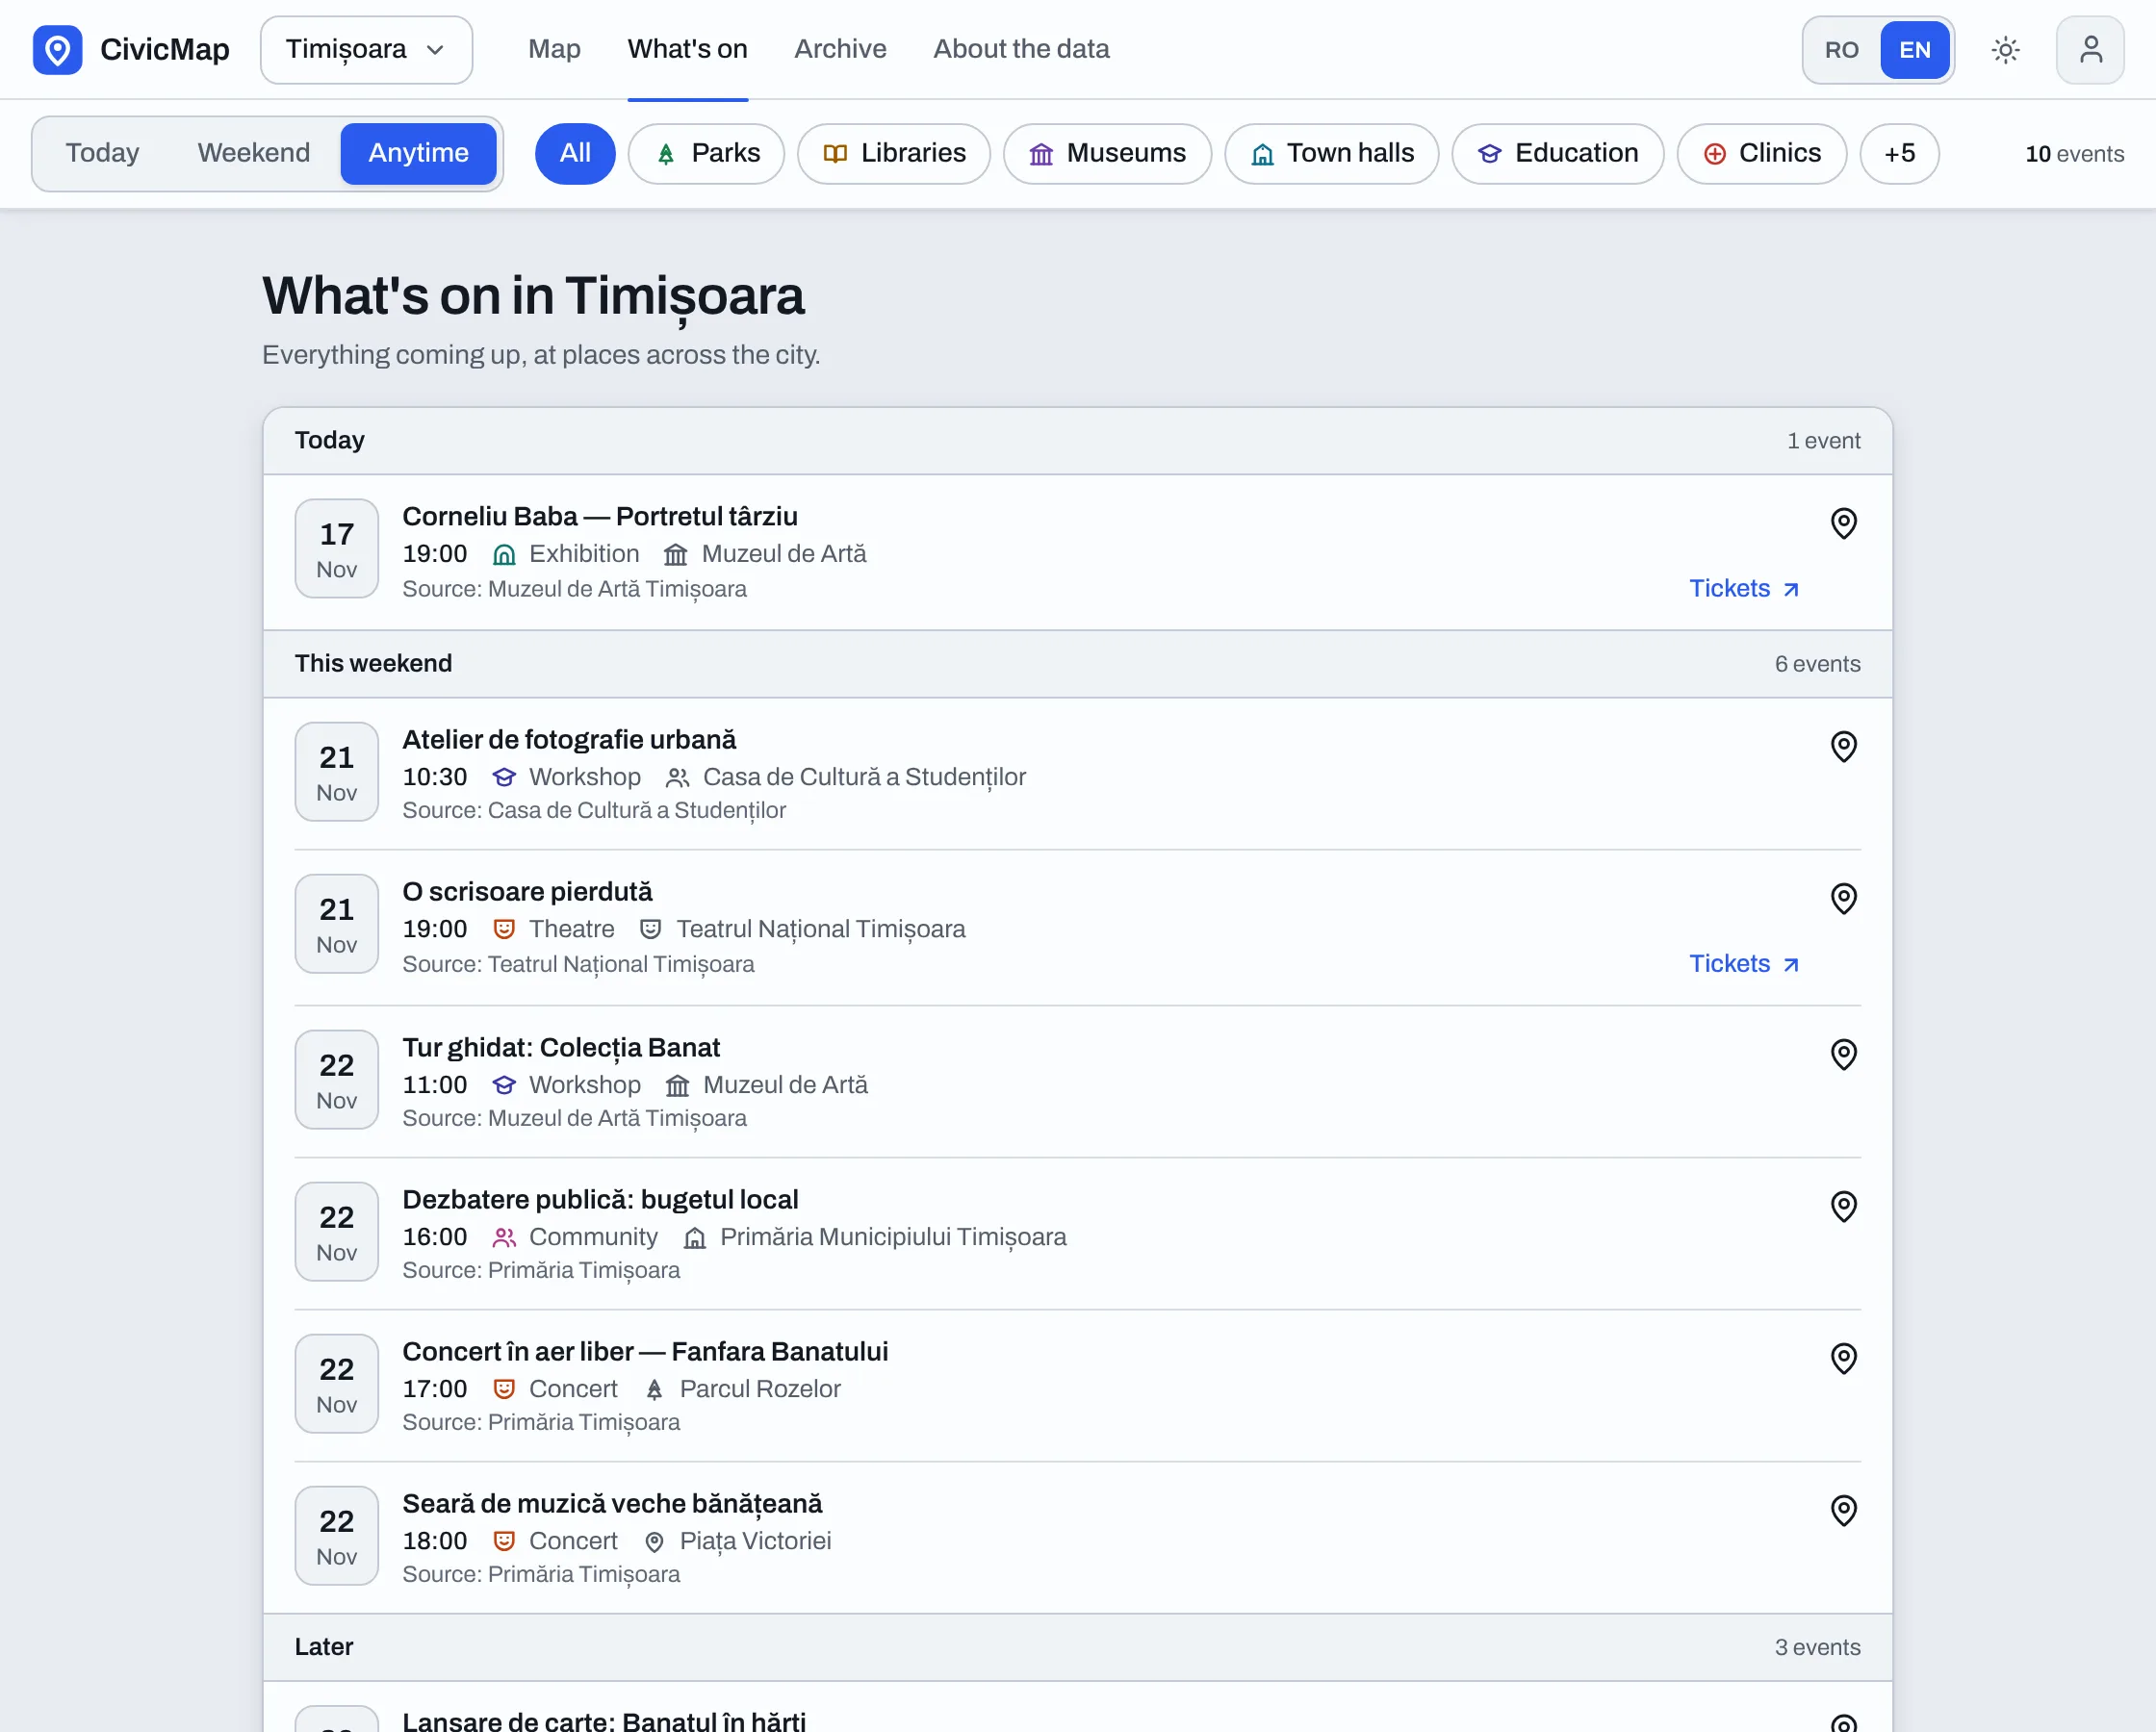 CivicMap
Timișoara
Map
What's on
Archive
About the data
RO
EN
Today
Weekend
Anytime
All
Parks
Libraries
Museums
Town halls
Education
Clinics
+5
10 events
What's on in Timișoara
Everything coming up, at places across the city.
Today
1 event
17
Nov
Corneliu Baba — Portretul târziu
19:00 Exhibition Muzeul de Artă
Source: Muzeul de Artă Timișoara
Tickets
This weekend
6 events
21
Nov
Atelier de fotografie urbană
10:30 Workshop Casa de Cultură a Studenților
Source: Casa de Cultură a Studenților
21
Nov
O scrisoare pierdută
19:00 Theatre Teatrul Național Timișoara
Source: Teatrul Național Timișoara
Tickets
22
Nov
Tur ghidat: Colecția Banat
11:00 Workshop Muzeul de Artă
Source: Muzeul de Artă Timișoara
22
Nov
Dezbatere publică: bugetul local
16:00 Community Primăria Municipiului Timișoara
Source: Primăria Timișoara
22
Nov
Concert în aer liber — Fanfara Banatului
17:00 Concert Parcul Rozelor
Source: Primăria Timișoara
22
Nov
Seară de muzică veche bănățeană
18:00 Concert Piața Victoriei
Source: Primăria Timișoara
Later
3 events
Lansare de carte: Banatul în hărți